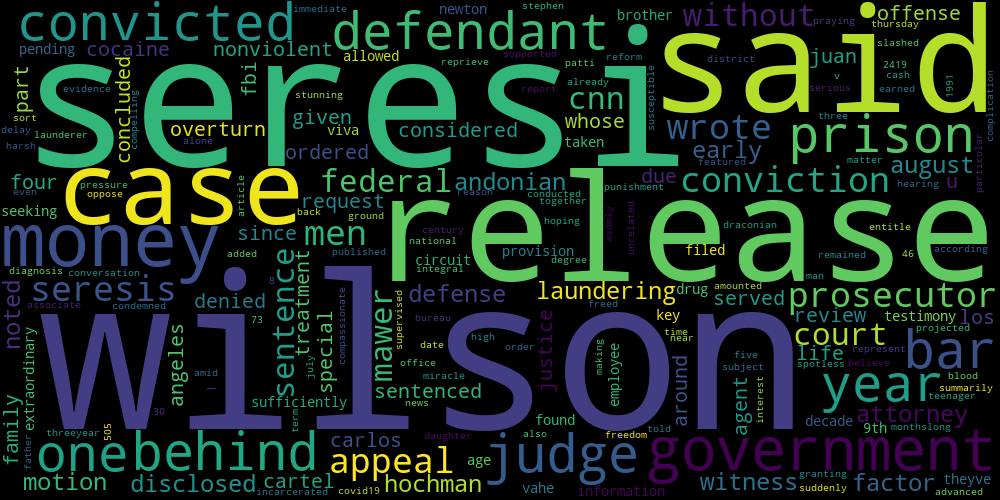 convicted immediate newton stephen brother without offense
pending cocaine nonviolent defendant praying thursday
allowed reprieve supported patti reform district said juan slashed
part concluded fbi seresi cnn v 2419 cash
evidence compelling stunning already susceptible serious earned 1991
sort overturn given considered whose wrote prison three complication
launderer viva report taken early matter
delay alone ordered featured august hearing
harsh case federal andonian due conviction u particular
four pressure request conducted punishment
even oppose article back together draconian entitle
seeking men ground reason hoping widely unrelated release
money since century provision filed remained 46 according
added national circuit degree
diagnosis conversation published integral man
seresis sentence treatment defense laundering drug amounted served prosecutor
noted associate condemned denied 8 compassionate mawer supervised freed key review testimony los
wilson 73 special bureau order justice time near court projected
extraordinary angeles july date high employee life represent bar
amid office miracle making around five spotless believe
family l sentenced agent subject year blood summarily
30 sufficiently news interest teenager
505 term found decade attorney
threeyear carlos daughter also told 9th monthslong
father one behind appeal age judge freedom government
motion disclosed cartel hochman vahe information witness granting factor theyve
incarcerated covid19 suddenly advanced